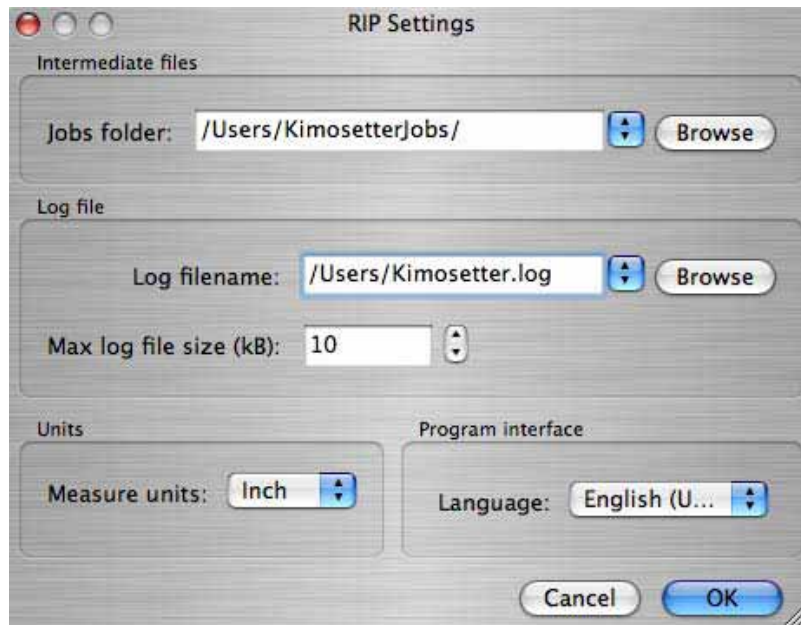 RIP Settings
Intermediate files
Jobs folder: /Users/KimosetterJobs/ Browse
Log file
Log filename: /Users/Kimosetter.log Browse
Max log file size (kB): 10
Units
Measure units: Inch
Program interface
Language: English (U...
Cancel OK